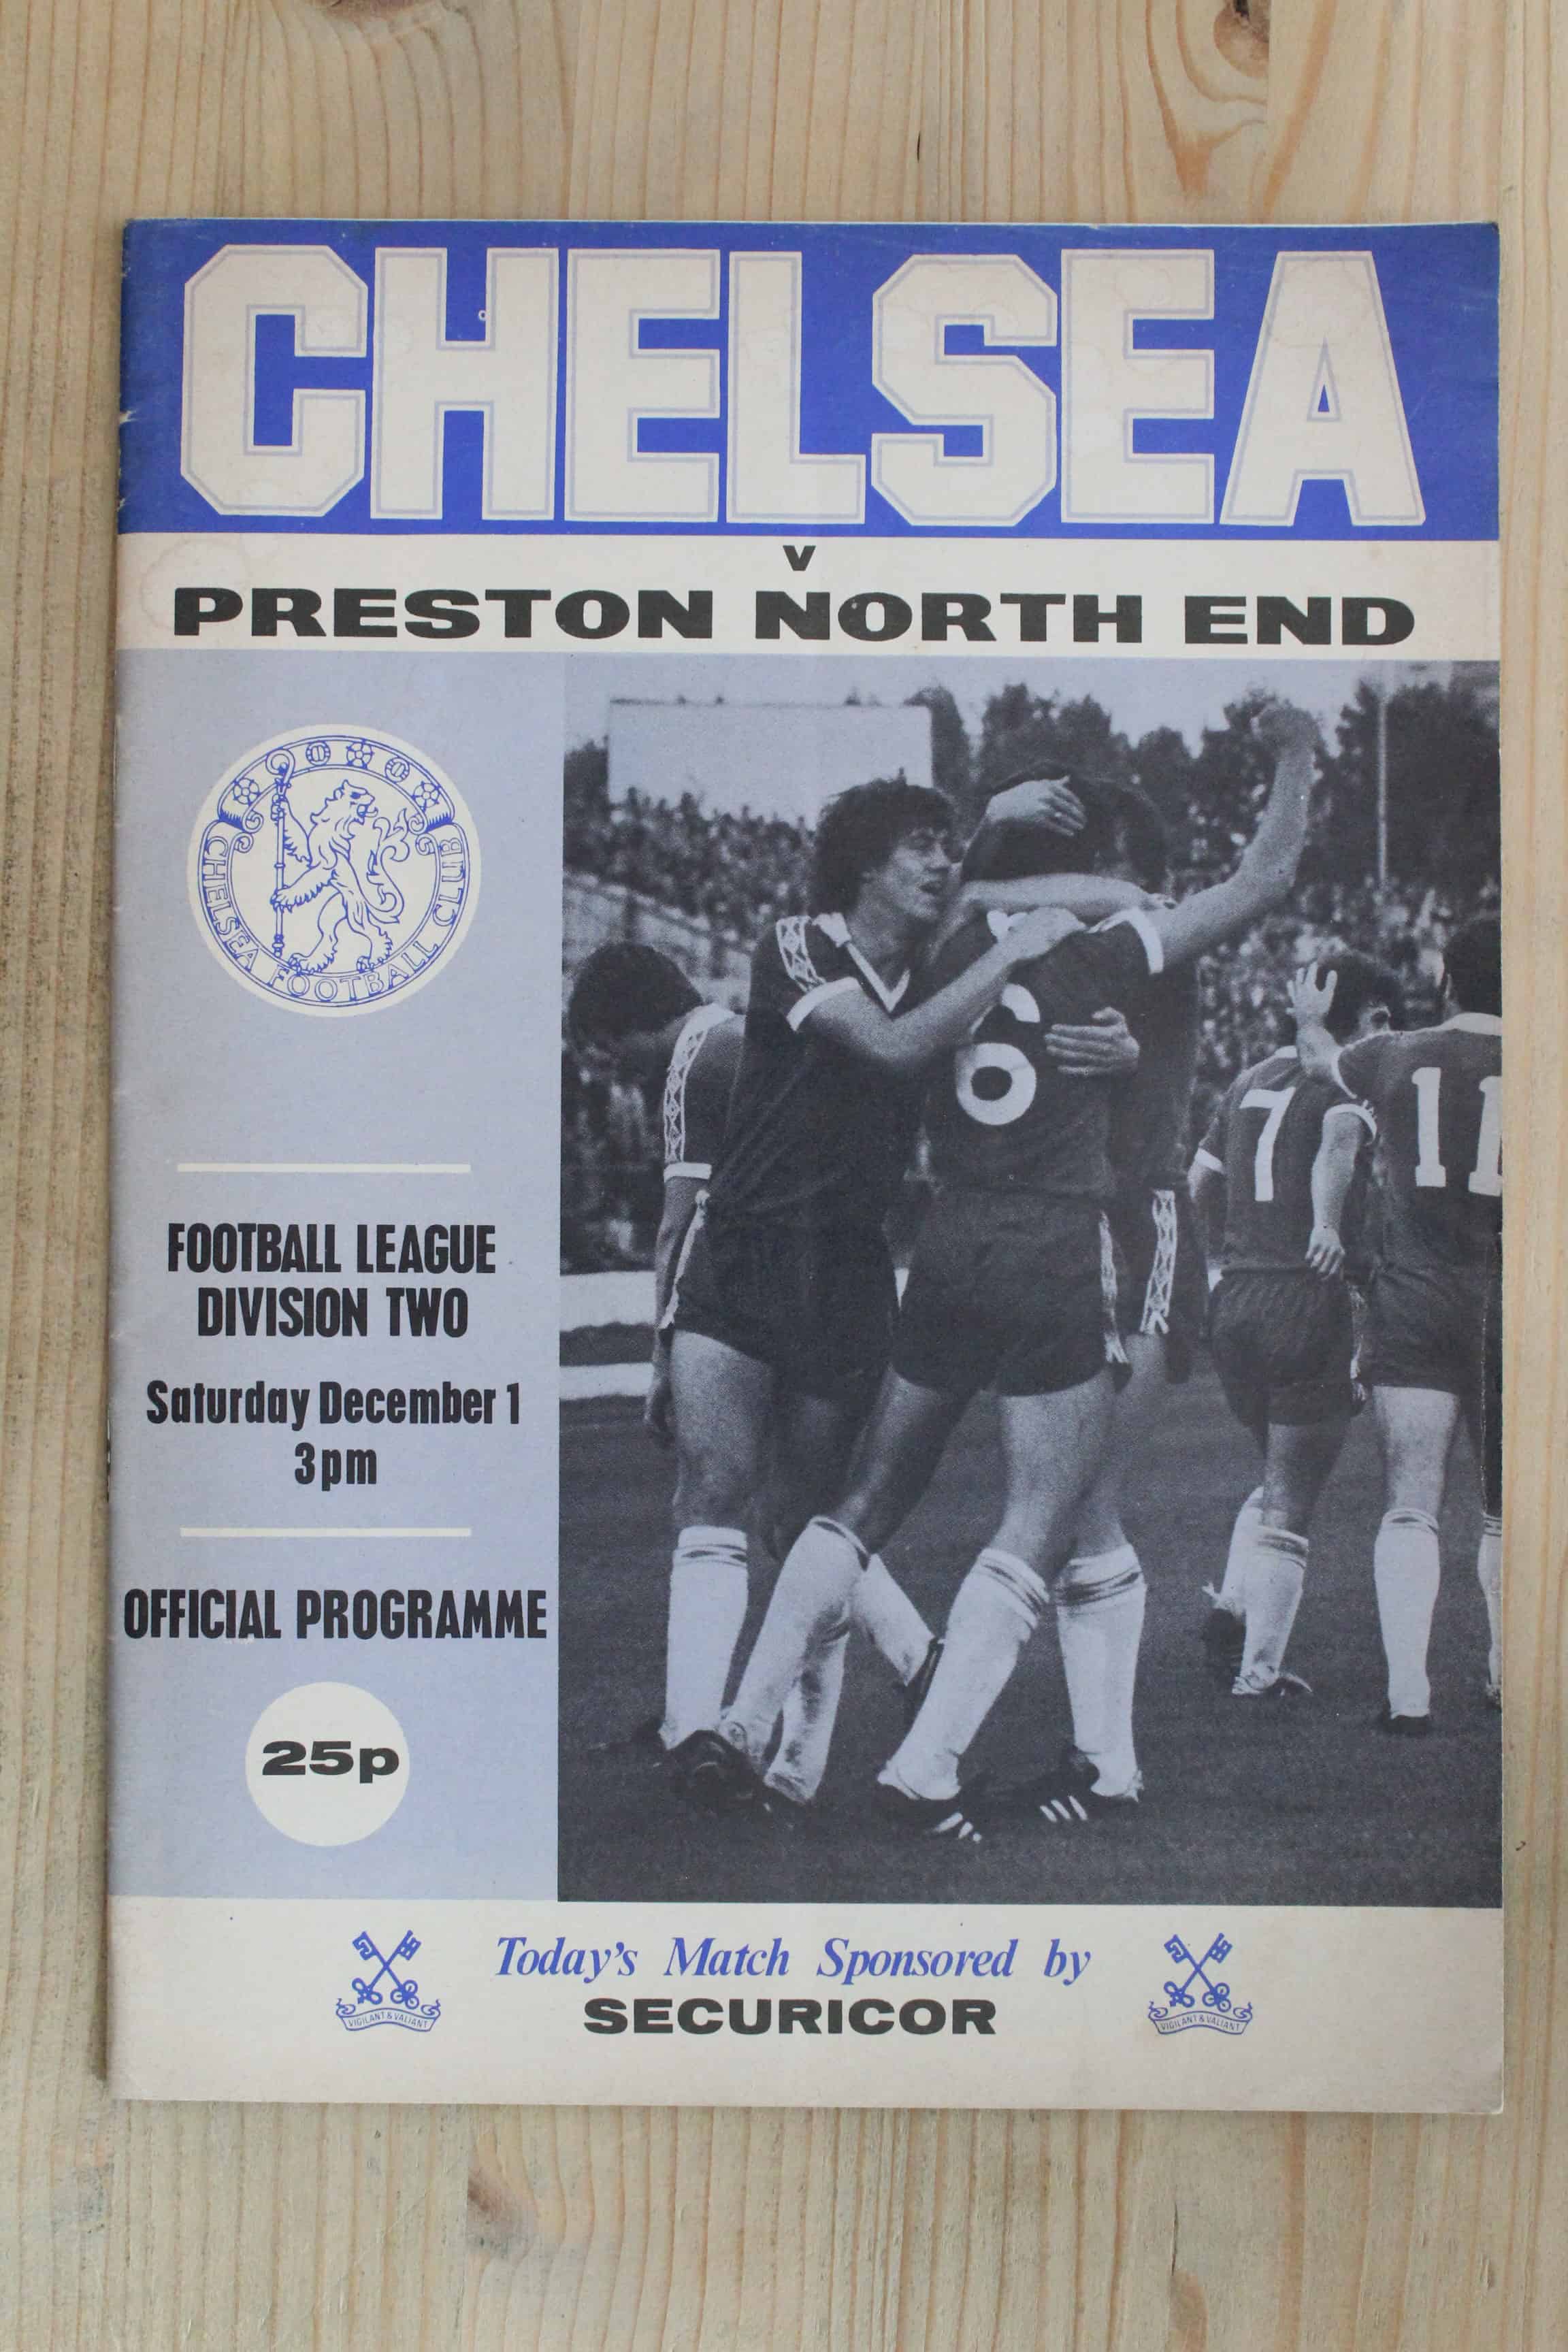 CHELSEA
v
PRESTON NORTH END
CHELSEA FOOTBALL CLUB
6
7
11
FOOTBALL LEAGUE
DIVISION TWO
Saturday December 1
3pm
OFFICIAL PROGRAMME
25p
Today's Match Sponsored by
SECURICOR
VIGILANT & VALIANT
VIGILANT & VALIANT